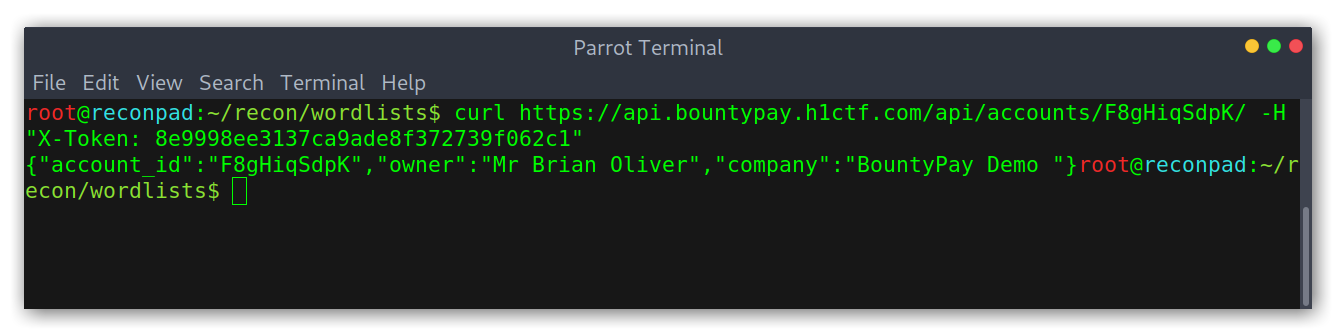 Parrot Terminal
File Edit View Search Terminal Help
root@reconpad:~/recon/wordlists$ curl https://api.bountypay.h1ctf.com/api/accounts/F8gHiqSdpK/ -H
"X-Token: 8e9998ee3137ca9ade8f372739f062c1"
{"account_id":"F8gHiqSdpK","owner":"Mr Brian Oliver","company":"BountyPay Demo "}root@reconpad:~/r
econ/wordlists$